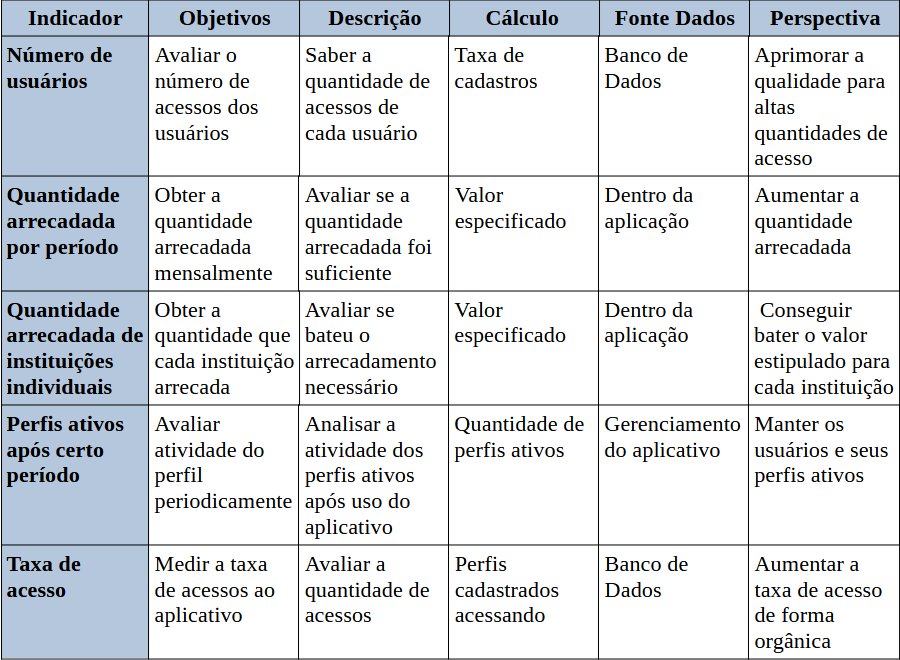 Indicador Objetivos Descrição Cálculo Fonte Dados Perspectiva
Número de
usuários
Avaliar o
número de
acessos dos
usuários
Saber a
quantidade de
acessos de
cada usuário
Taxa de
cadastros
Banco de
Dados
Aprimorar a
qualidade para
altas
quantidades de
acesso
Quantidade
arrecadada
por período
Obter a
quantidade
arrecadada
mensalmente
Avaliar se a
quantidade
arrecadada foi
suficiente
Valor
especificado
Dentro da
aplicação
Aumentar a
quantidade
arrecadada
Quantidade
arrecadada de
instituições
individuais
Obter a
quantidade que
cada instituição
arrecada
Avaliar se
bateu o
arrecadamento
necessário
Valor
especificado
Dentro da
aplicação
Conseguir
bater o valor
estipulado para
cada instituição
Perfis ativos
após certo
período
Avaliar
atividade do
perfil
periodicamente
Analisar a
atividade dos
perfis ativos
após uso do
aplicativo
Quantidade de
perfis ativos
Gerenciamento
do aplicativo
Manter os
usuários e seus
perfis ativos
Taxa de
acesso
Medir a taxa
de acessos ao
aplicativo
Avaliar a
quantidade de
acessos
Perfis
cadastrados
acessando
Banco de
Dados
Aumentar a
taxa de acesso
de forma
orgânica